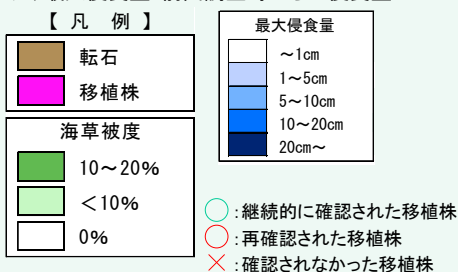 【 凡 例 】
転石
移植株
海草被度
10～20%
＜10%
0%
最大侵食量
～1cm
1～5cm
5～10cm
10～20cm
20cm～
○：継続的に確認された移植株
○：再確認された移植株
×：確認されなかった移植株